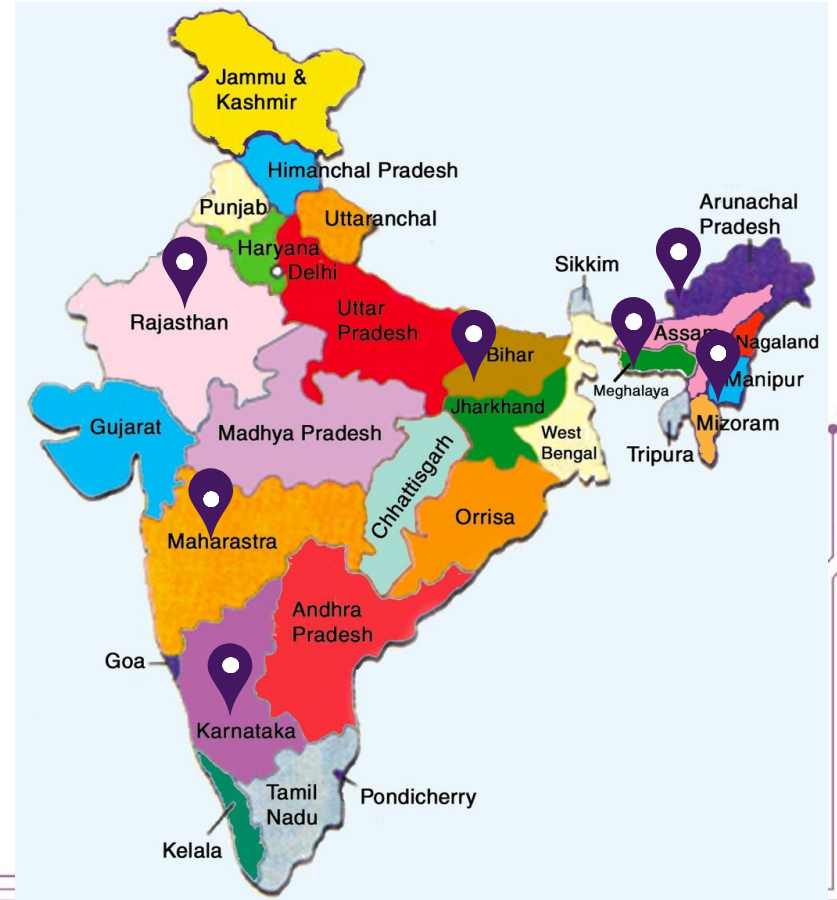 Jammu &
Kashmir
Himanchal Pradesh
Punjab
Uttaranchal
Arunachal
Pradesh
Haryana
Delhi
Sikkim
Rajasthan
Uttar
Pradesh
Assam
Nagaland
Bihar
Meghalaya
Manipur
Jharkhand
Gujarat
Madhya Pradesh
West
Bengal
Mizoram
Tripura
Chhattisgarh
Orrisa
Maharastra
Andhra
Pradesh
Goa
Karnataka
Tamil
Nadu
Pondicherry
Kelala